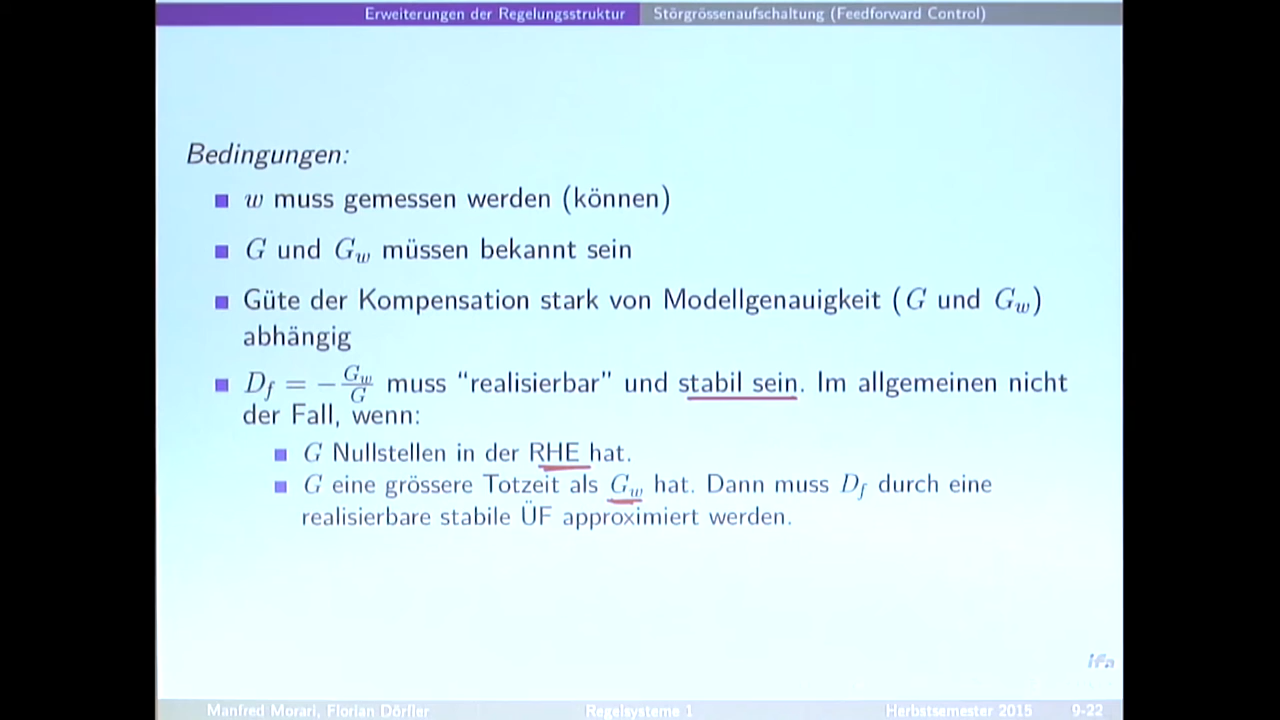 Erweiterungen der Regelungsstruktur Störgrössenaufschaltung (Feedforward Control)
Bedingungen:
w muss gemessen werden (können)
G und G_w müssen bekannt sein
Güte der Kompensation stark von Modellgenauigkeit (G und G_w)
abhängig
D_f = -\frac{G_w}{G} muss “realisierbar” und stabil sein. Im allgemeinen nicht
der Fall, wenn:
G Nullstellen in der RHE hat.
G eine grössere Totzeit als G_w hat. Dann muss D_f durch eine
realisierbare stabile ÜF approximiert werden.
ifa
Manfred Morari, Florian Dörfler Regelsysteme 1 Herbstsemester 2015 9-22